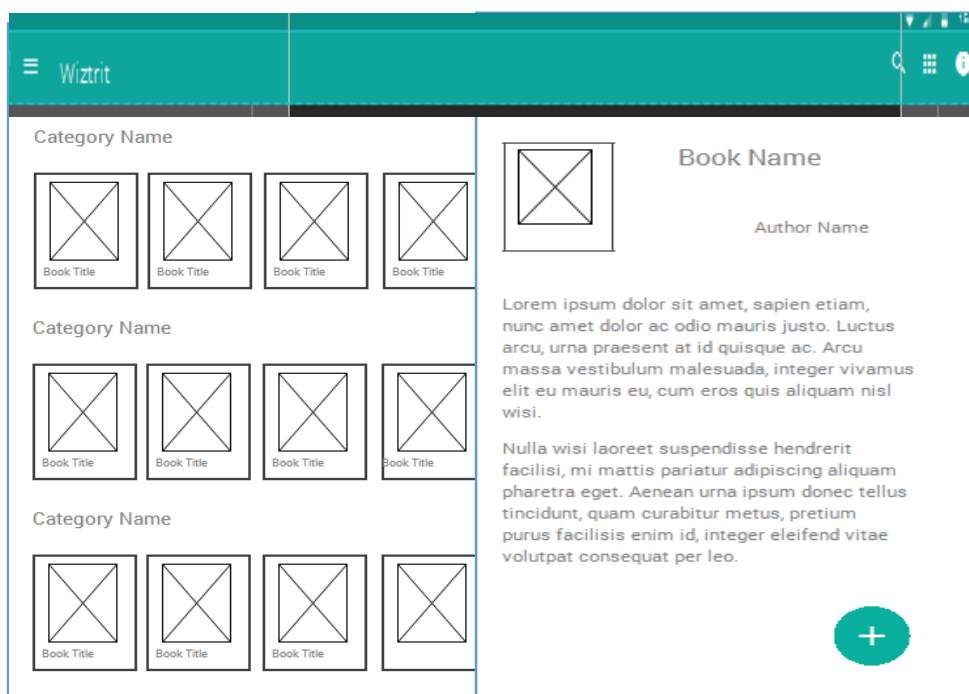 Wiztrit
Category Name
Book Title
Book Title
Book Title
Book Title
Category Name
Book Title
Book Title
Book Title
Book Title
Category Name
Book Title
Book Title
Book Title
Book Name
Author Name
Lorem ipsum dolor sit amet, sapien etiam,
nunc amet dolor ac odio mauris justo. Luctus
arcu, urna praesent at id quisque ac. Arcu
massa vestibulum malesuada, integer vivamus
elit eu mauris eu, cum eros quis aliquam nisl
wisi.
Nulla wisi laoreet suspendisse hendrerit
facilisi, mi mattis pariatur adipiscing aliquam
pharetra eget. Aenean urna ipsum donec tellus
tincidunt, quam curabitur metus, pretium
purus facilisis enim id, integer eleifend vitae
volutpat consequat per leo.